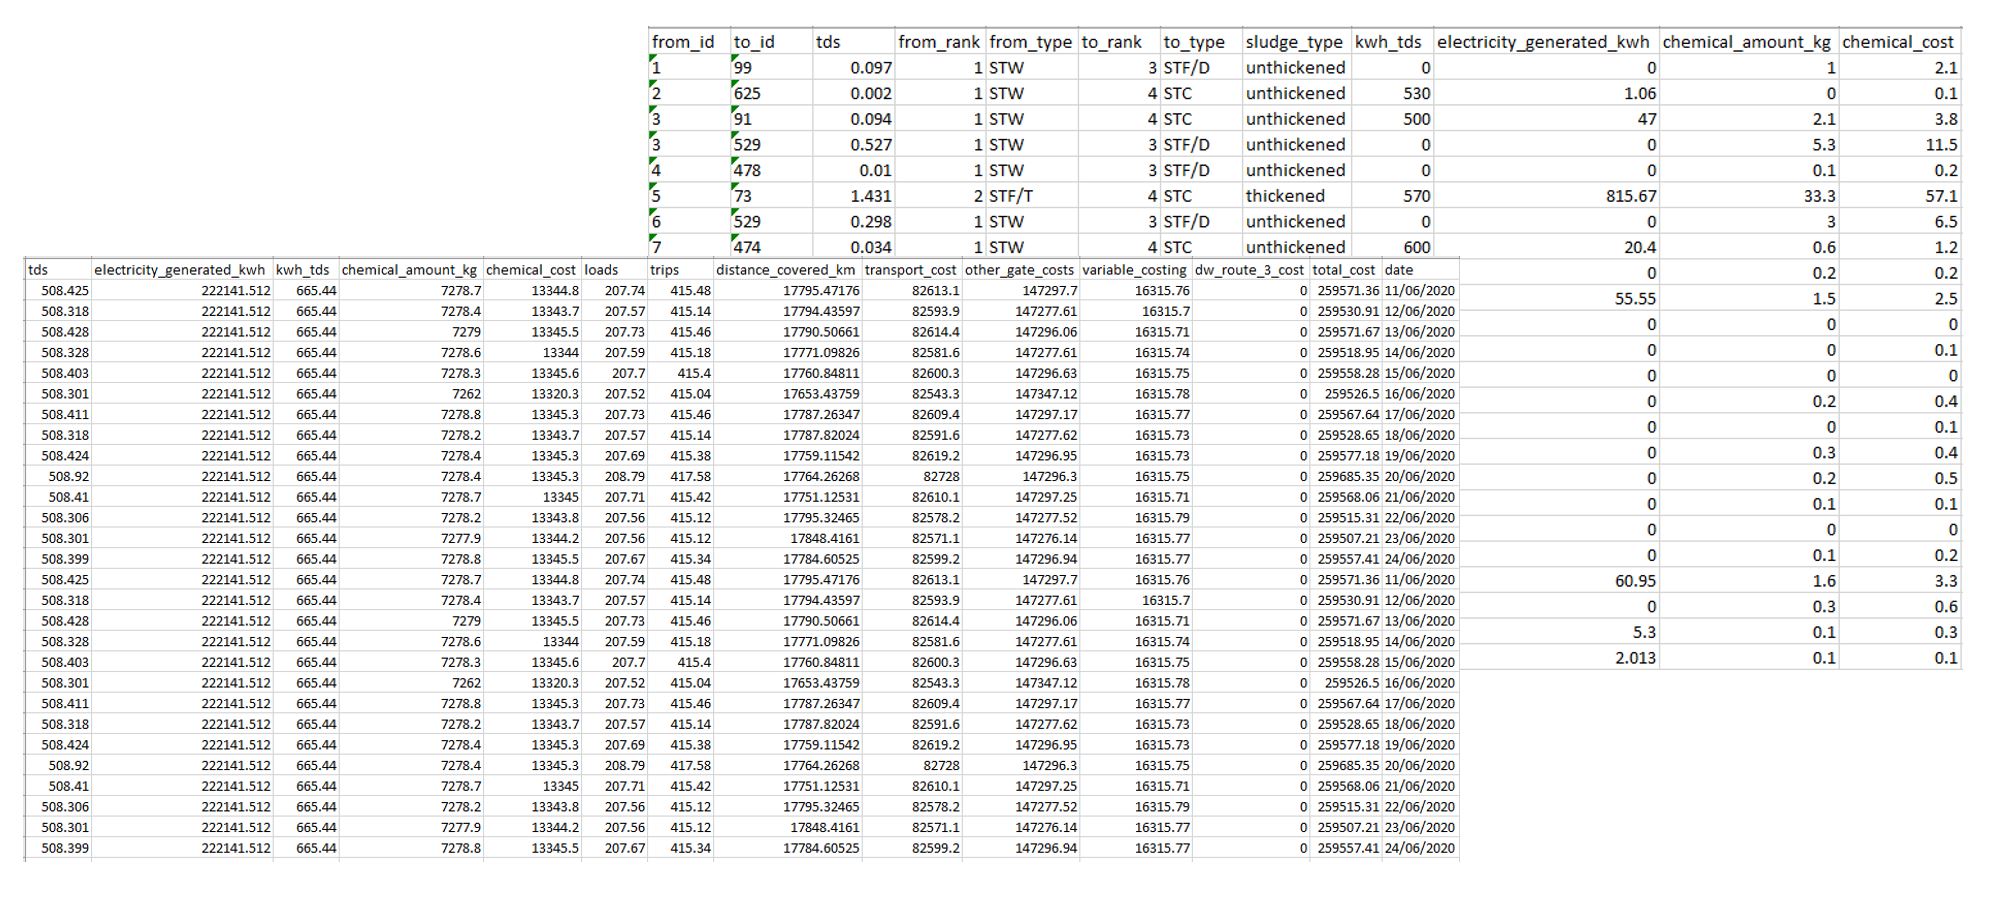 from_id to_id tds from_rank from_type to_rank to_type sludge_type kwh_tds electricity_generated_kwh chemical_amount_kg chemical_cost
1 99 0.097 1 STW 3 STF/D unthickened 0 0 1 2.1
2 625 0.002 1 STW 4 STC unthickened 530 1.06 0 0.1
3 91 0.094 1 STW 4 STC unthickened 500 47 2.1 3.8
3 529 0.527 1 STW 3 STF/D unthickened 0 0 5.3 11.5
4 478 0.01 1 STW 3 STF/D unthickened 0 0 0.1 0.2
5 73 1.431 2 STF/T 4 STC thickened 570 815.67 33.3 57.1
6 529 0.298 1 STW 3 STF/D unthickened 0 0 3 6.5
7 474 0.034 1 STW 4 STC unthickened 600 20.4 0.6 1.2
0 0.2 0.2
55.55 1.5 2.5
0 0 0
0 0 0.1
0 0 0
0 0.2 0.4
0 0 0.1
0 0.3 0.4
0 0.2 0.5
0 0.1 0.1
0 0 0
0 0.1 0.2
60.95 1.6 3.3
0 0.3 0.6
5.3 0.1 0.3
2.013 0.1 0.1
tds electricity_generated_kwh kwh_tds chemical_amount_kg chemical_cost loads trips distance_covered_km transport_cost other_gate_costs variable_costing dw_route_3_cost total_cost date
508.425 222141.512 665.44 7278.7 13344.8 207.74 415.48 17795.47176 82613.1 147297.7 16315.76 0 259571.36 11/06/2020
508.318 222141.512 665.44 7278.4 13343.7 207.57 415.14 17794.43597 82593.9 147277.61 16315.7 0 259530.91 12/06/2020
508.428 222141.512 665.44 7279 13345.5 207.73 415.46 17790.50661 82614.4 147296.06 16315.71 0 259571.67 13/06/2020
508.328 222141.512 665.44 7278.6 13344 207.59 415.18 17771.09826 82581.6 147277.61 16315.74 0 259518.95 14/06/2020
508.403 222141.512 665.44 7278.3 13345.6 207.7 415.4 17760.84811 82600.3 147296.63 16315.75 0 259558.28 15/06/2020
508.301 222141.512 665.44 7262 13320.3 207.52 415.04 17653.43759 82543.3 147347.12 16315.78 0 259526.5 16/06/2020
508.411 222141.512 665.44 7278.8 13345.3 207.73 415.46 17787.26347 82609.4 147297.17 16315.77 0 259567.64 17/06/2020
508.318 222141.512 665.44 7278.2 13343.7 207.57 415.14 17787.82024 82591.6 147277.62 16315.73 0 259528.65 18/06/2020
508.424 222141.512 665.44 7278.4 13345.3 207.69 415.38 17759.11542 82619.2 147296.95 16315.73 0 259577.18 19/06/2020
508.92 222141.512 665.44 7278.4 13345.3 208.79 417.58 17764.26268 82728 147296.3 16315.75 0 259685.35 20/06/2020
508.41 222141.512 665.44 7278.7 13345 207.71 415.42 17751.12531 82610.1 147297.25 16315.71 0 259568.06 21/06/2020
508.306 222141.512 665.44 7278.2 13343.8 207.56 415.12 17795.32465 82578.2 147277.52 16315.79 0 259515.31 22/06/2020
508.301 222141.512 665.44 7277.9 13344.2 207.56 415.12 17848.4161 82571.1 147276.14 16315.77 0 259507.21 23/06/2020
508.399 222141.512 665.44 7278.8 13345.5 207.67 415.34 17784.60525 82599.2 147296.94 16315.77 0 259557.41 24/06/2020
508.425 222141.512 665.44 7278.7 13344.8 207.74 415.48 17795.47176 82613.1 147297.7 16315.76 0 259571.36 11/06/2020
508.318 222141.512 665.44 7278.4 13343.7 207.57 415.14 17794.43597 82593.9 147277.61 16315.7 0 259530.91 12/06/2020
508.428 222141.512 665.44 7279 13345.5 207.73 415.46 17790.50661 82614.4 147296.06 16315.71 0 259571.67 13/06/2020
508.328 222141.512 665.44 7278.6 13344 207.59 415.18 17771.09826 82581.6 147277.61 16315.74 0 259518.95 14/06/2020
508.403 222141.512 665.44 7278.3 13345.6 207.7 415.4 17760.84811 82600.3 147296.63 16315.75 0 259558.28 15/06/2020
508.301 222141.512 665.44 7262 13320.3 207.52 415.04 17653.43759 82543.3 147347.12 16315.78 0 259526.5 16/06/2020
508.411 222141.512 665.44 7278.8 13345.3 207.73 415.46 17787.26347 82609.4 147297.17 16315.77 0 259567.64 17/06/2020
508.318 222141.512 665.44 7278.2 13343.7 207.57 415.14 17787.82024 82591.6 147277.62 16315.73 0 259528.65 18/06/2020
508.424 222141.512 665.44 7278.4 13345.3 207.69 415.38 17759.11542 82619.2 147296.95 16315.73 0 259577.18 19/06/2020
508.92 222141.512 665.44 7278.4 13345.3 208.79 417.58 17764.26268 82728 147296.3 16315.75 0 259685.35 20/06/2020
508.41 222141.512 665.44 7278.7 13345 207.71 415.42 17751.12531 82610.1 147297.25 16315.71 0 259568.06 21/06/2020
508.306 222141.512 665.44 7278.2 13343.8 207.56 415.12 17795.32465 82578.2 147277.52 16315.79 0 259515.31 22/06/2020
508.301 222141.512 665.44 7277.9 13344.2 207.56 415.12 17848.4161 82571.1 147276.14 16315.77 0 259507.21 23/06/2020
508.399 222141.512 665.44 7278.8 13345.5 207.67 415.34 17784.60525 82599.2 147296.94 16315.77 0 259557.41 24/06/2020